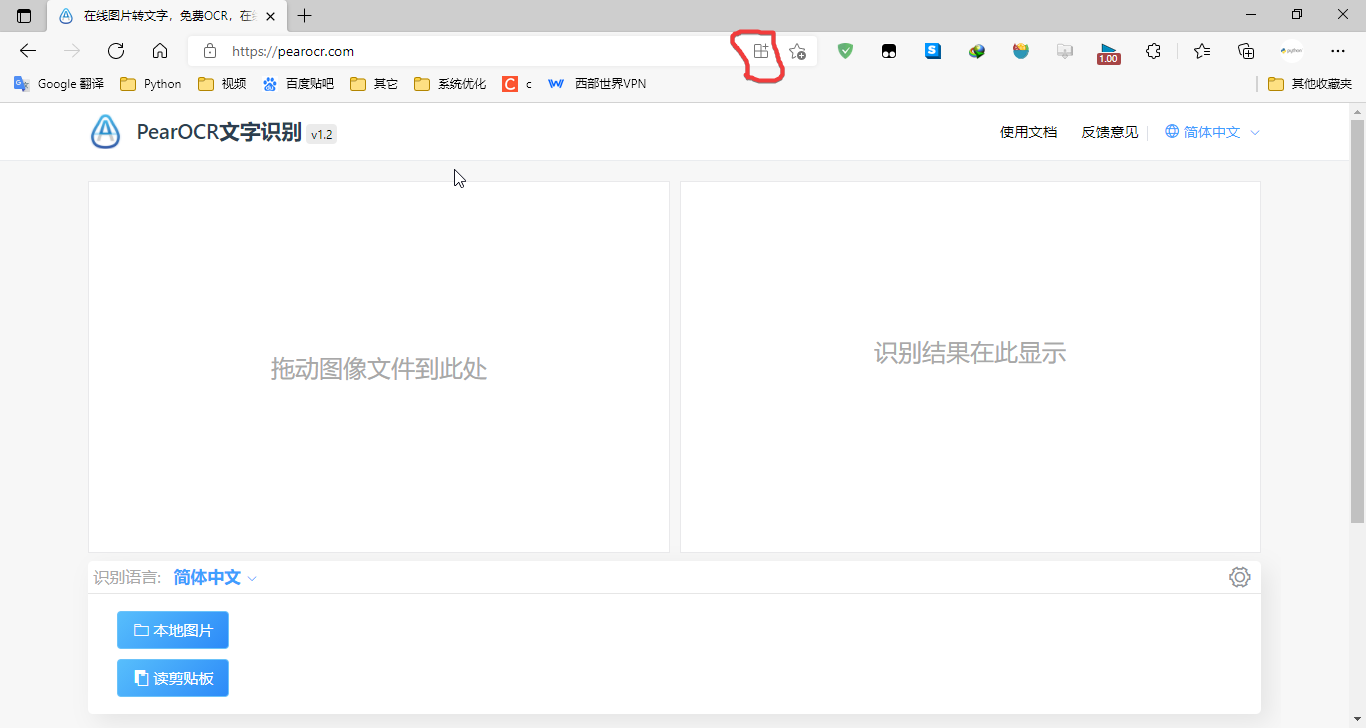 在线图片转文字，免费OCR，在
https://pearocr.com
1.00
python
Google 翻译
Python
视频
百度贴吧
其它
系统优化
C c
西部世界VPN
其他收藏夹
PearOCR文字识别 v1.2
使用文档
反馈意见
简体中文
拖动图像文件到此处
识别结果在此显示
识别语言: 简体中文
本地图片
读剪贴板